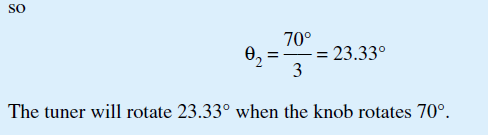 so
θ₂ = 70°/3 = 23.33°
The tuner will rotate 23.33° when the knob rotates 70°.